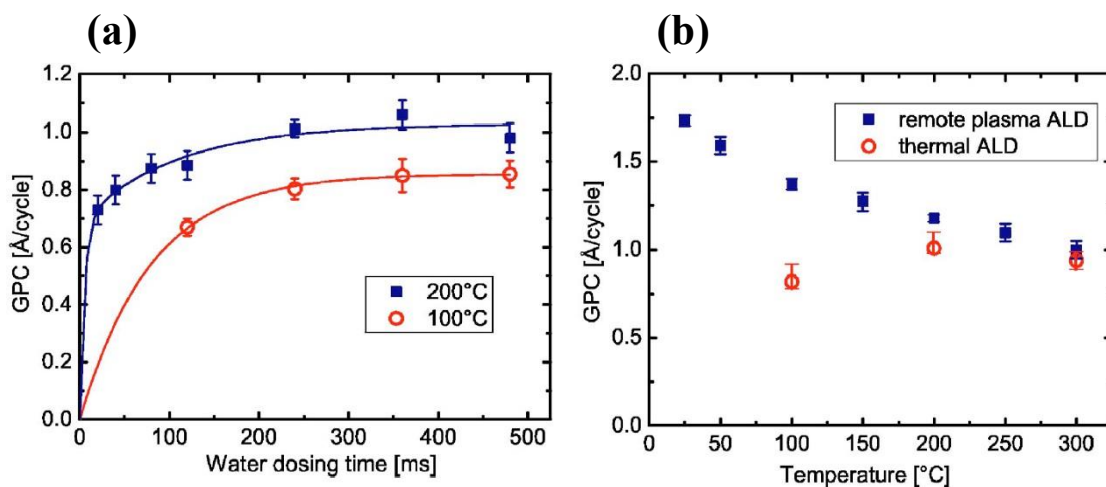 (a)
1.2
1.0
0.8
0.6
0.4
0.2
0.0
GPC [Å/cycle]
200°C
100°C
0 100 200 300 400 500
Water dosing time [ms]
(b)
2.0
1.5
1.0
0.5
0.0
GPC [Å/cycle]
remote plasma ALD
thermal ALD
0 50 100 150 200 250 300
Temperature [°C]